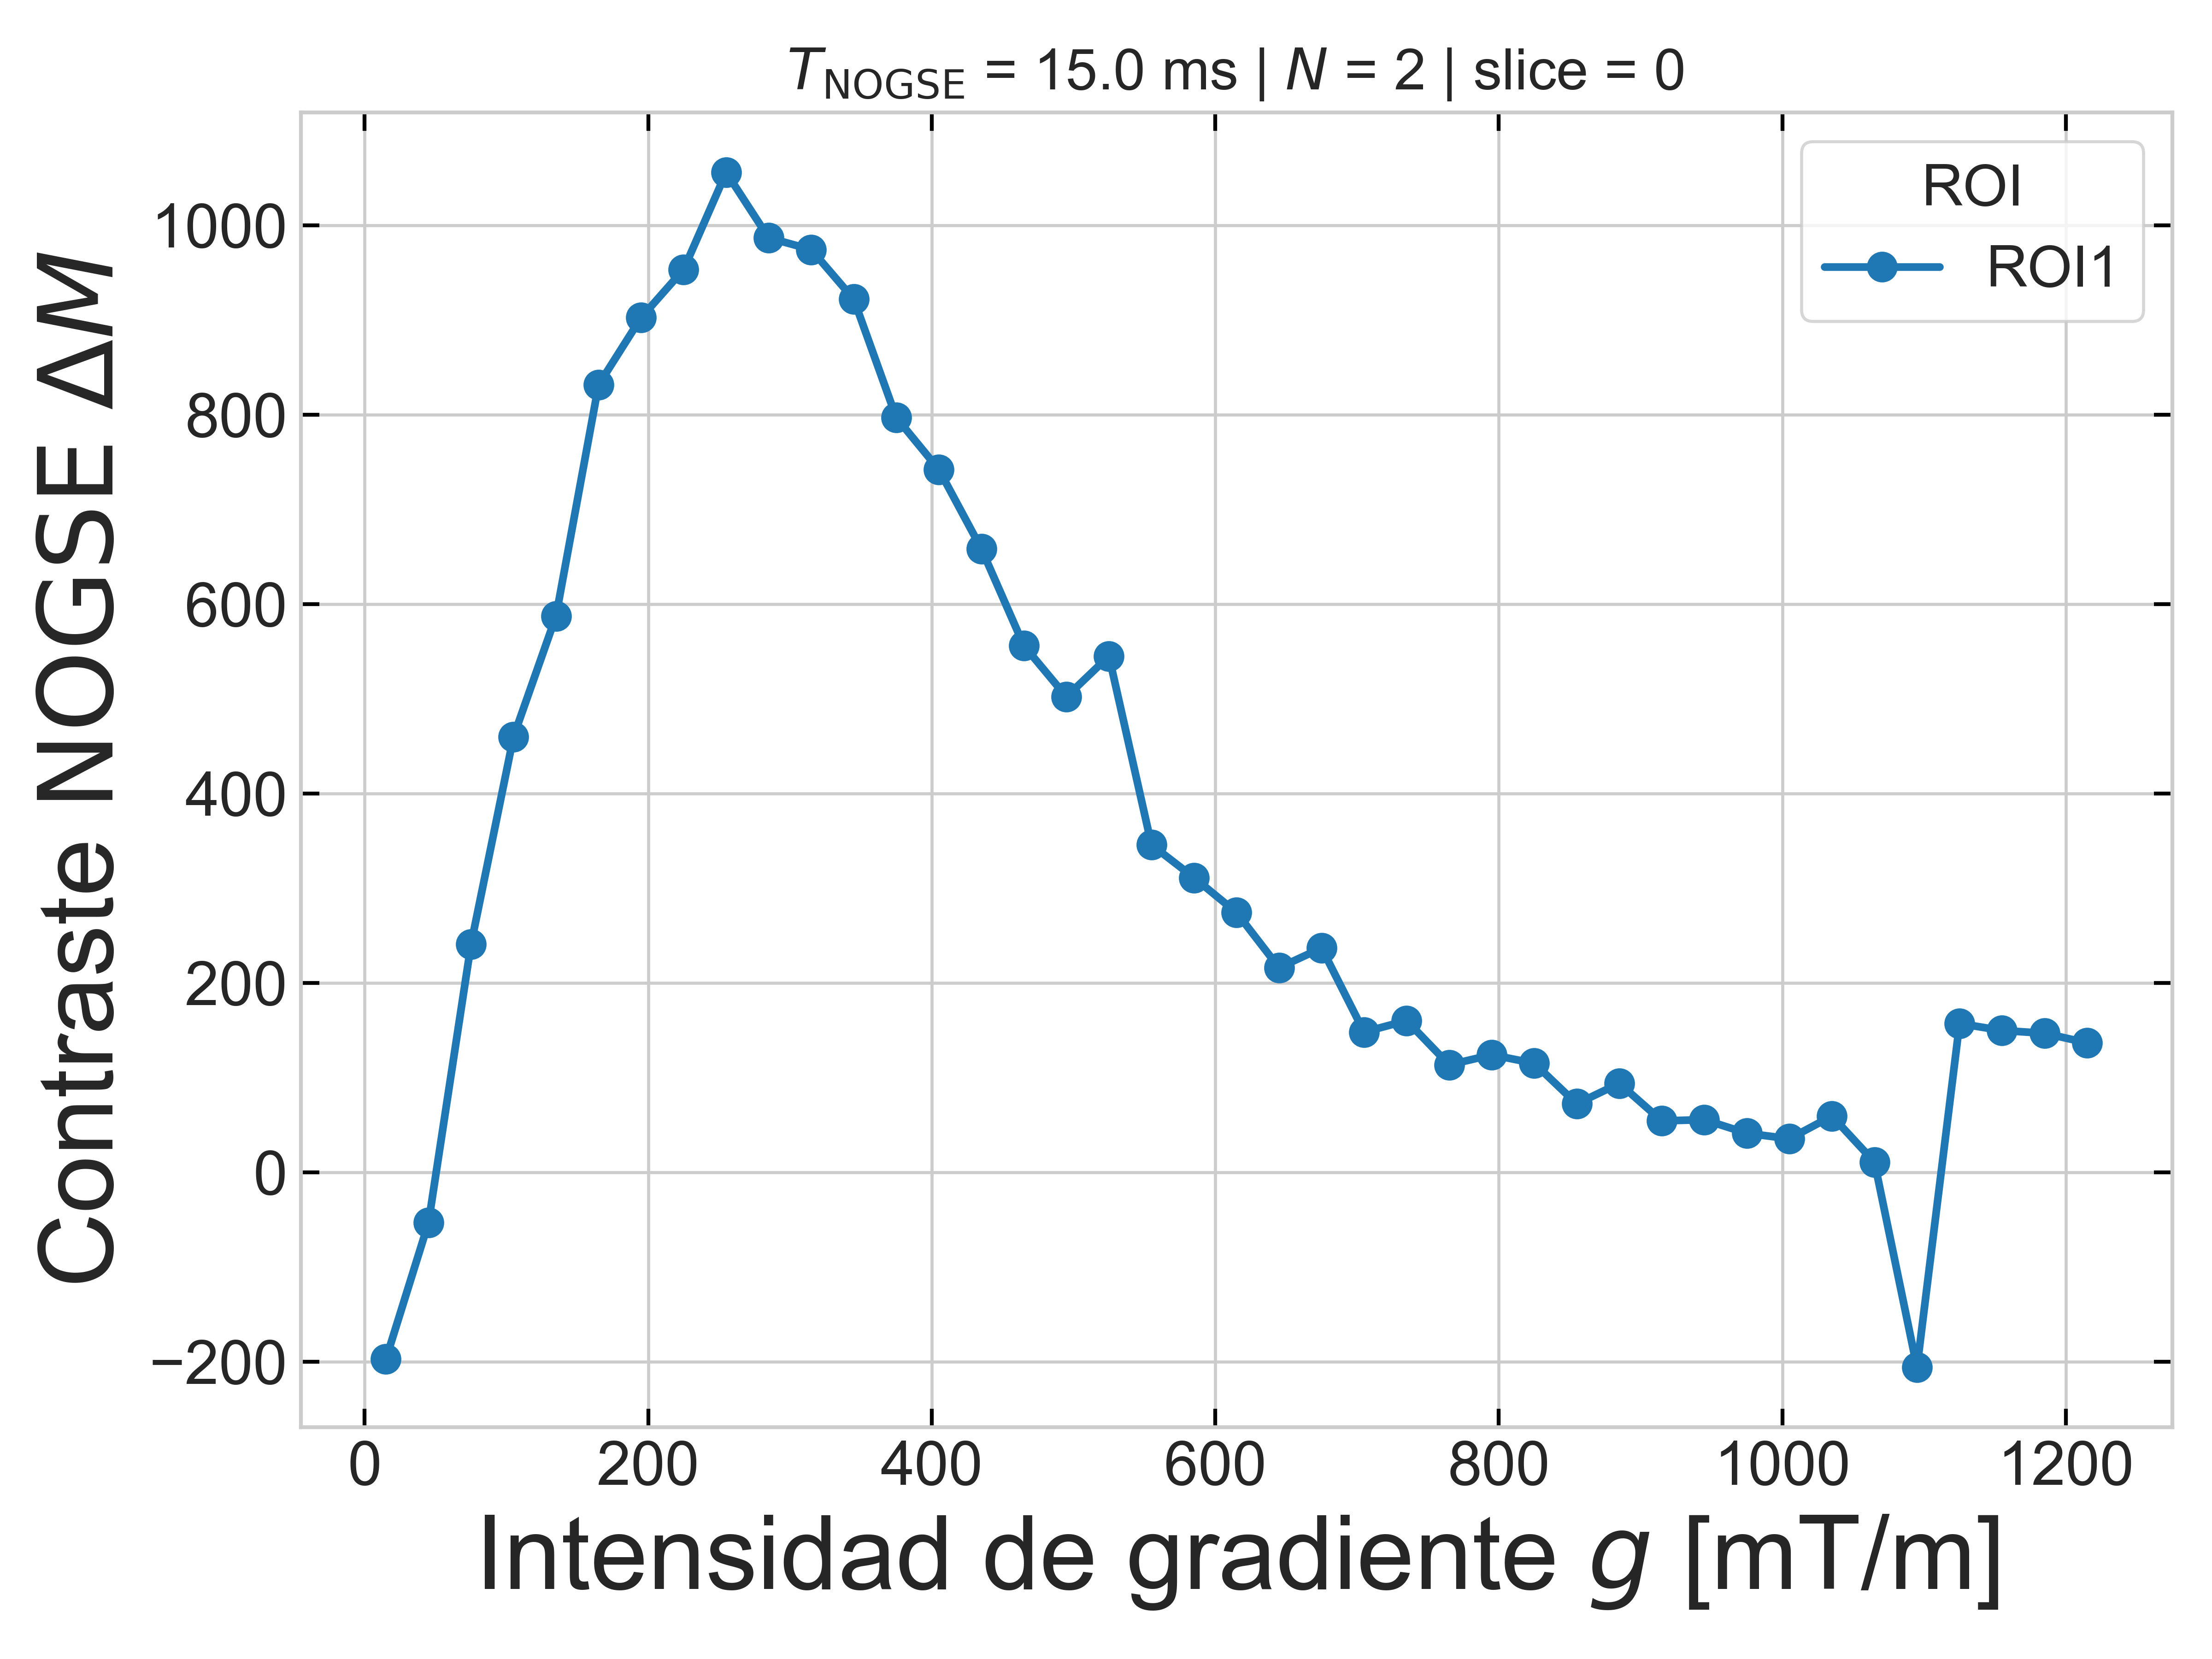 T_NOGSE = 15.0 ms | N = 2 | slice = 0
ROI
ROI1
Contraste NOGSE ΔM
1000
800
600
400
200
0
−200
0 200 400 600 800 1000 1200
Intensidad de gradiente g [mT/m]